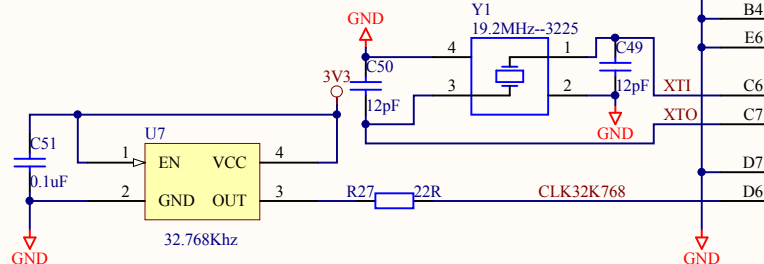 Y1
19.2MHz--3225
GND
B4
4
1
C49
E6
C50
3V3
3
2
12pF
12pF
XTI
C6
GND
XTO
C7
U7
C51
1
EN
VCC
4
D7
0.1uF
2
GND
OUT
3
R27
22R
CLK32K768
D6
32.768Khz
GND
GND